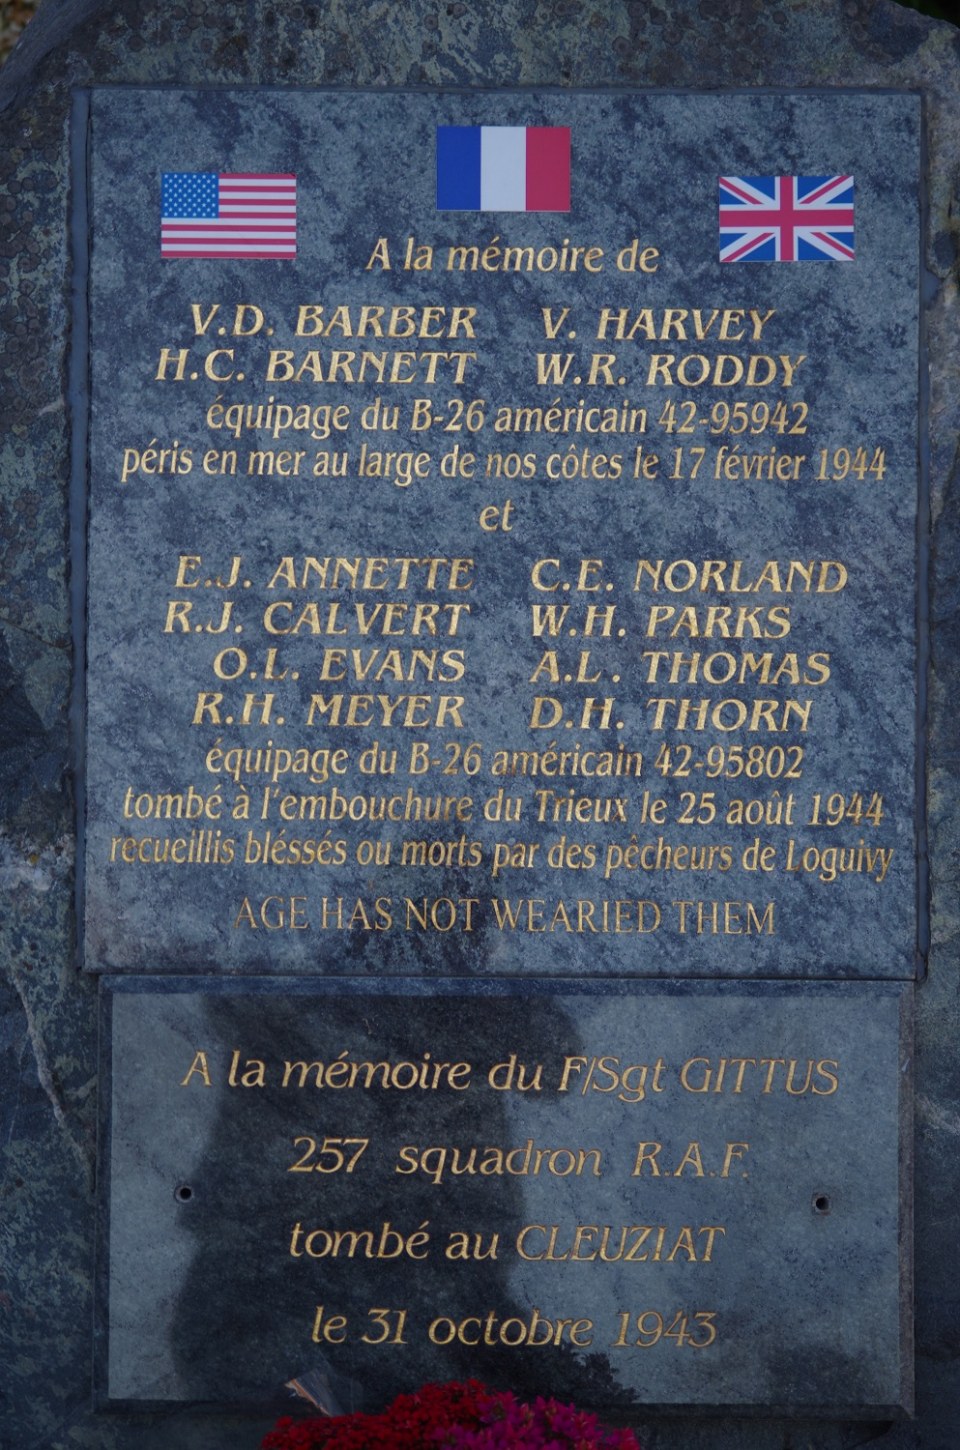 A la mémoire de
V.D. BARBER V. HARVEY
H.C. BARNETT W.R. RODDY
équipage du B-26 américain 42-95942
péris en mer au large de nos côtes le 17 février 1944
et
E.J. ANNETTE C.E. NORLAND
R.J. CALVERT W.H. PARKS
O.L. EVANS A.L. THOMAS
R.H. MEYER D.H. THORN
équipage du B-26 américain 42-95802
tombé à l'embouchure du Trieux le 25 août 1944
recueillis bléssés ou morts par des pêcheurs de Loguivy
AGE HAS NOT WEARIED THEM
A la mémoire du F/Sgt GITTUS
257 squadron R.A.F.
tombé au CLEUZIAT
le 31 octobre 1943